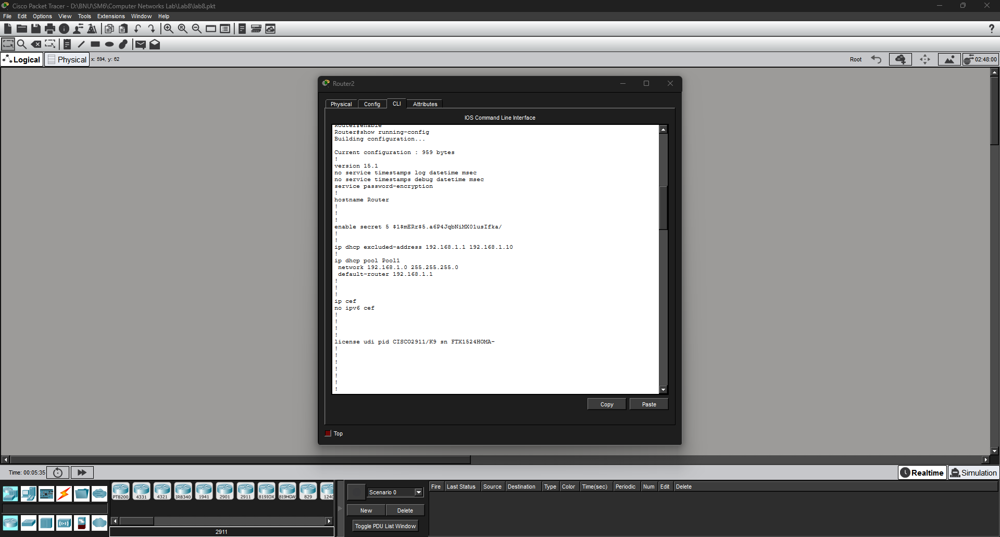 Cisco Packet Tracer - D:\BNU\SM6\Computer Networks Lab\Lab8\lab8.pkt
File Edit Options View Tools Extensions Window Help
?
Logical Physical x: 594, y: 62 Root 02:48:00
Router2
Physical Config CLI Attributes
IOS Command Line Interface
Router#enable
Router#show running-config
Building configuration...
Current configuration : 959 bytes
!
version 15.1
no service timestamps log datetime msec
no service timestamps debug datetime msec
service password-encryption
!
hostname Router
!
!
!
enable secret 5 $1$mERr$5.a6P4JqbNiMX01usIfka/
!
!
ip dhcp excluded-address 192.168.1.1 192.168.1.10
!
ip dhcp pool Pool1
network 192.168.1.0 255.255.255.0
default-router 192.168.1.1
!
!
!
ip cef
no ipv6 cef
!
!
!
!
license udi pid CISCO2911/K9 sn FTX1524HOMA-
!
!
!
!
!
!
!
Copy Paste
Top
Time: 00:05:35 Realtime Simulation
PT8200 4331 4321 IR8340 1941 2901 2911 819IOX 819HGW 829 1240
Scenario 0
New Delete
Toggle PDU List Window
Fire Last Status Source Destination Type Color Time(sec) Periodic Num Edit Delete
2911